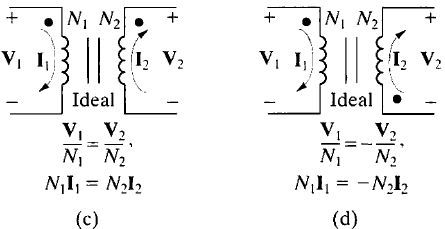 + N₁ N₂ +
V₁ I₁ I₂ V₂
− Ideal −
V₁/N₁ = V₂/N₂,
N₁I₁ = N₂I₂
(c)
+ N₁ N₂ +
V₁ I₁ I₂ V₂
− Ideal −
V₁/N₁ = −V₂/N₂,
N₁I₁ = −N₂I₂
(d)